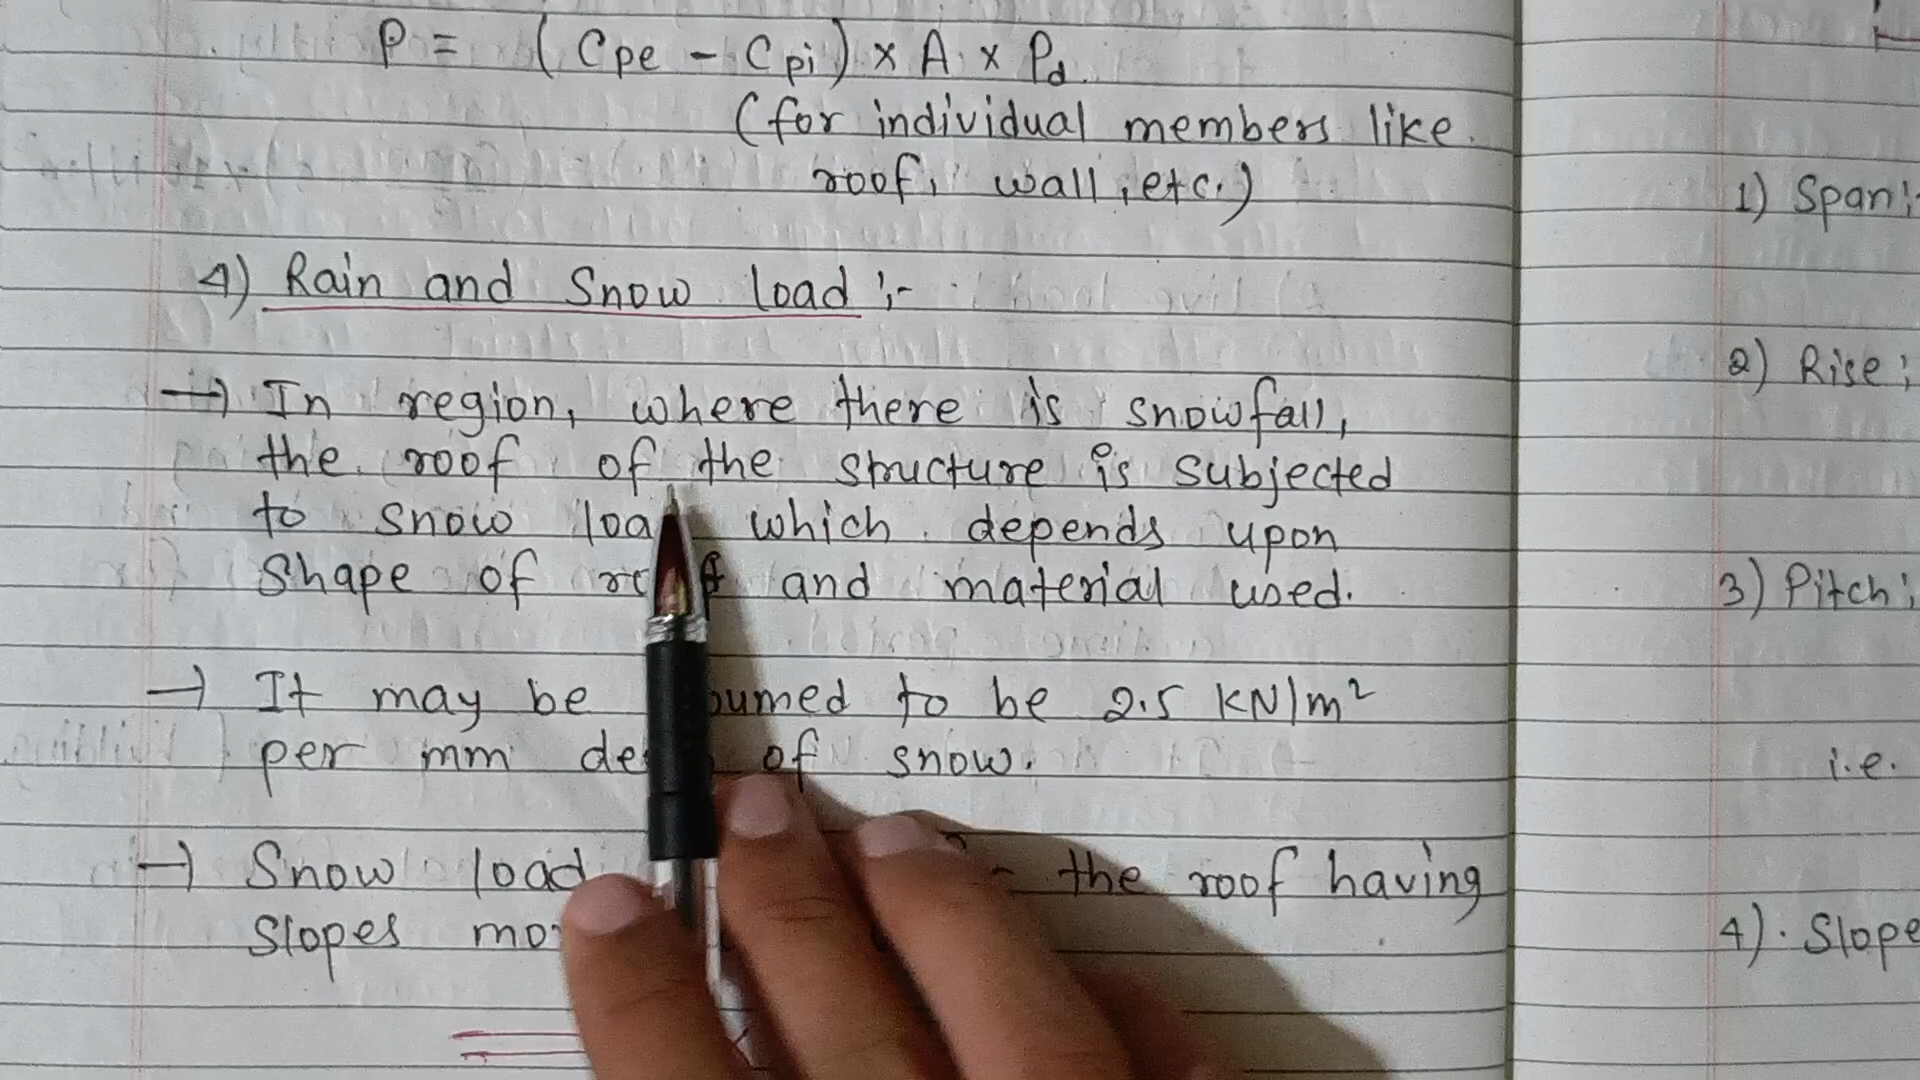 P = (Cpe - Cpi) × A × Pd
(for individual members like
roof, wall, etc.)
4) Rain and Snow load :-
→ In region, where there is snowfall,
the roof of the structure is subjected
to snow which depends upon
Shape of and material used.
→ It may be to be 2.5 KN/m²
per mm of snow.
→ Snow load the roof having
Slopes
1) Span :-
2) Rise :
3) Pitch :
i.e.
4). Slope